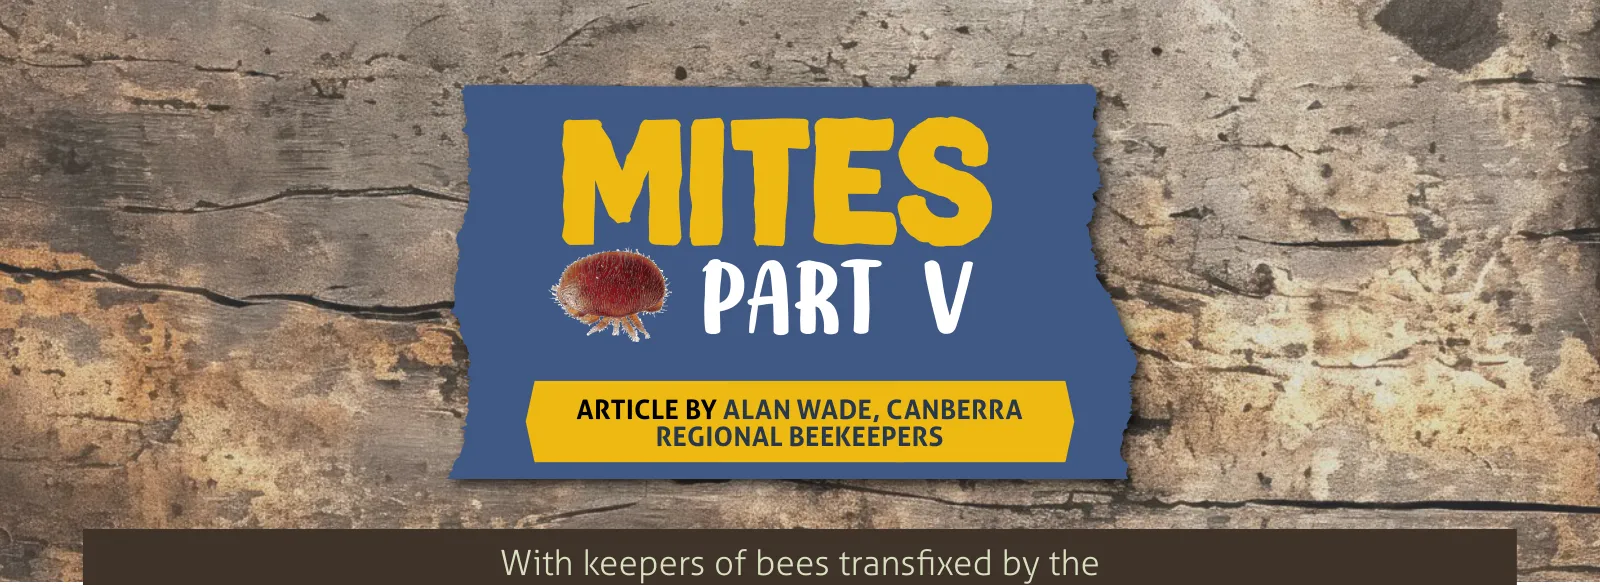 MITES
PART V
ARTICLE BY ALAN WADE, CANBERRA
REGIONAL BEEKEEPERS
With keepers of bees transfixed by the